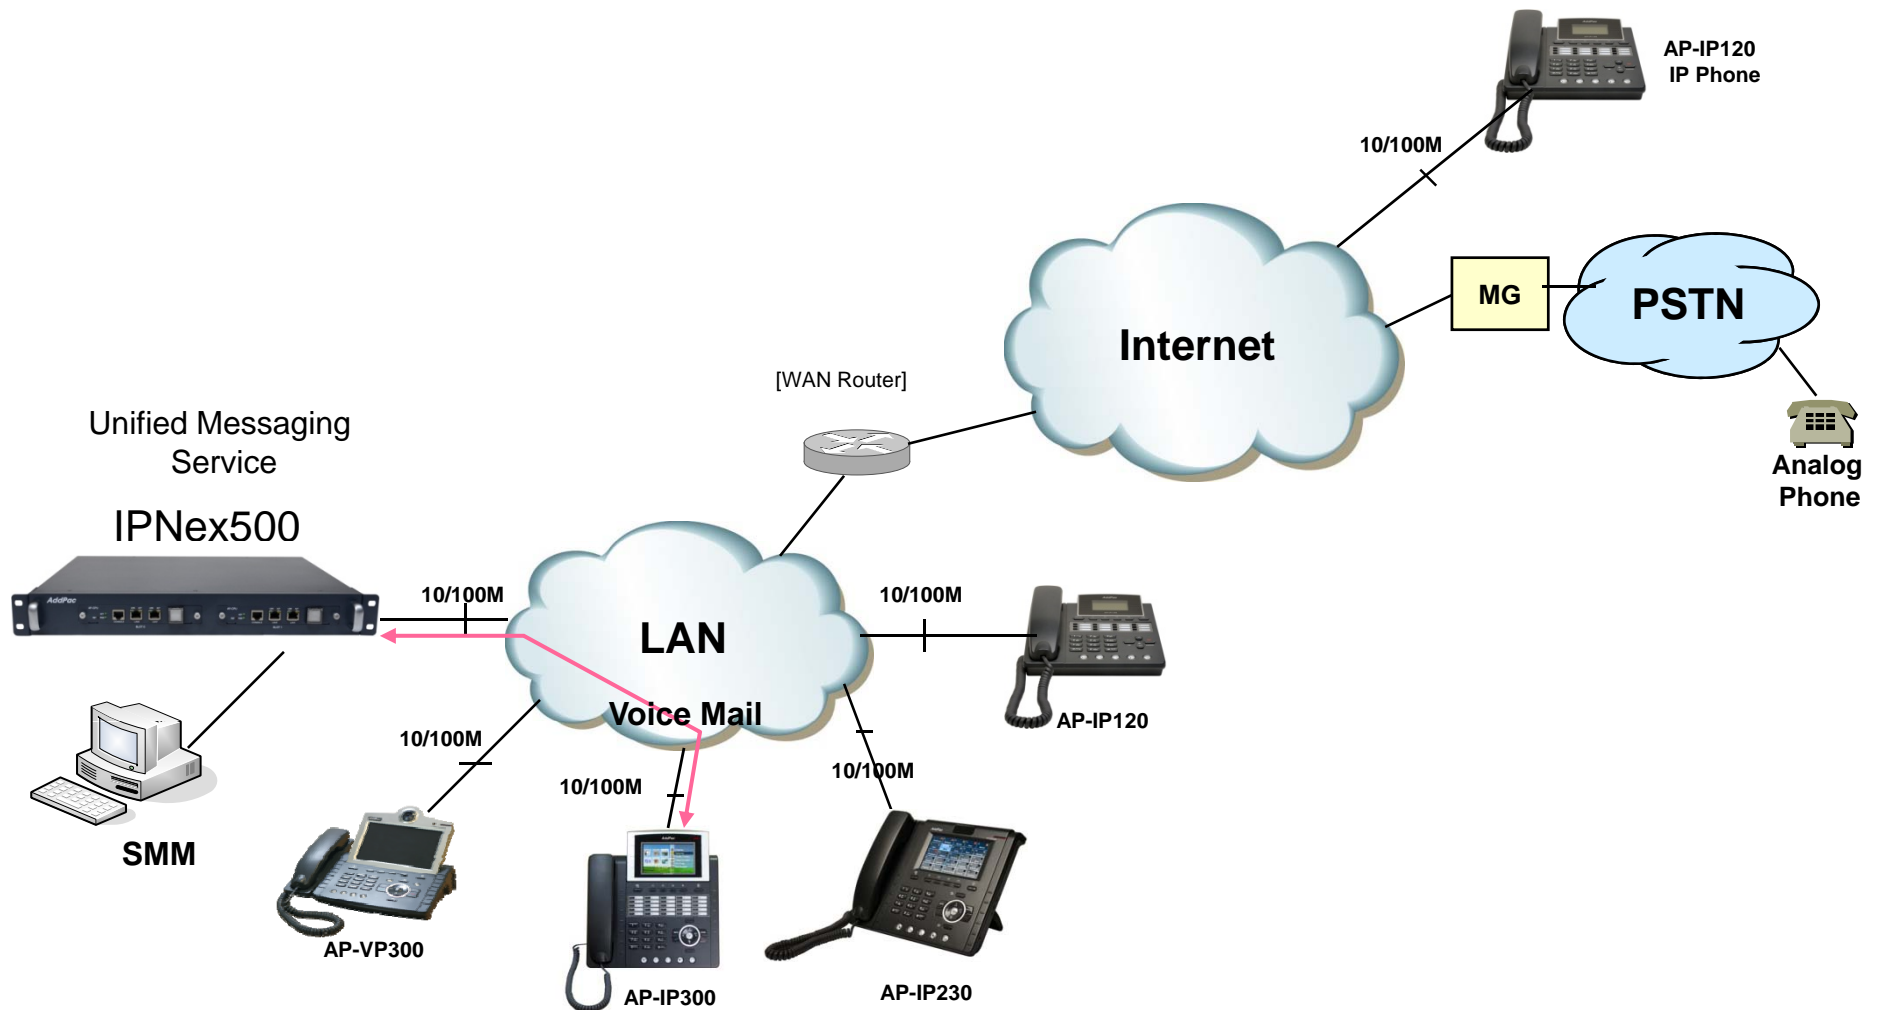 AP-IP120
IP Phone
10/100M
MG
PSTN
Internet
[WAN Router]
Analog
Phone
Unified Messaging
Service
IPNex500
AddPac
10/100M
10/100M
LAN
Voice Mail
AP-IP120
10/100M
10/100M
10/100M
SMM
AP-VP300
AP-IP300
AP-IP230